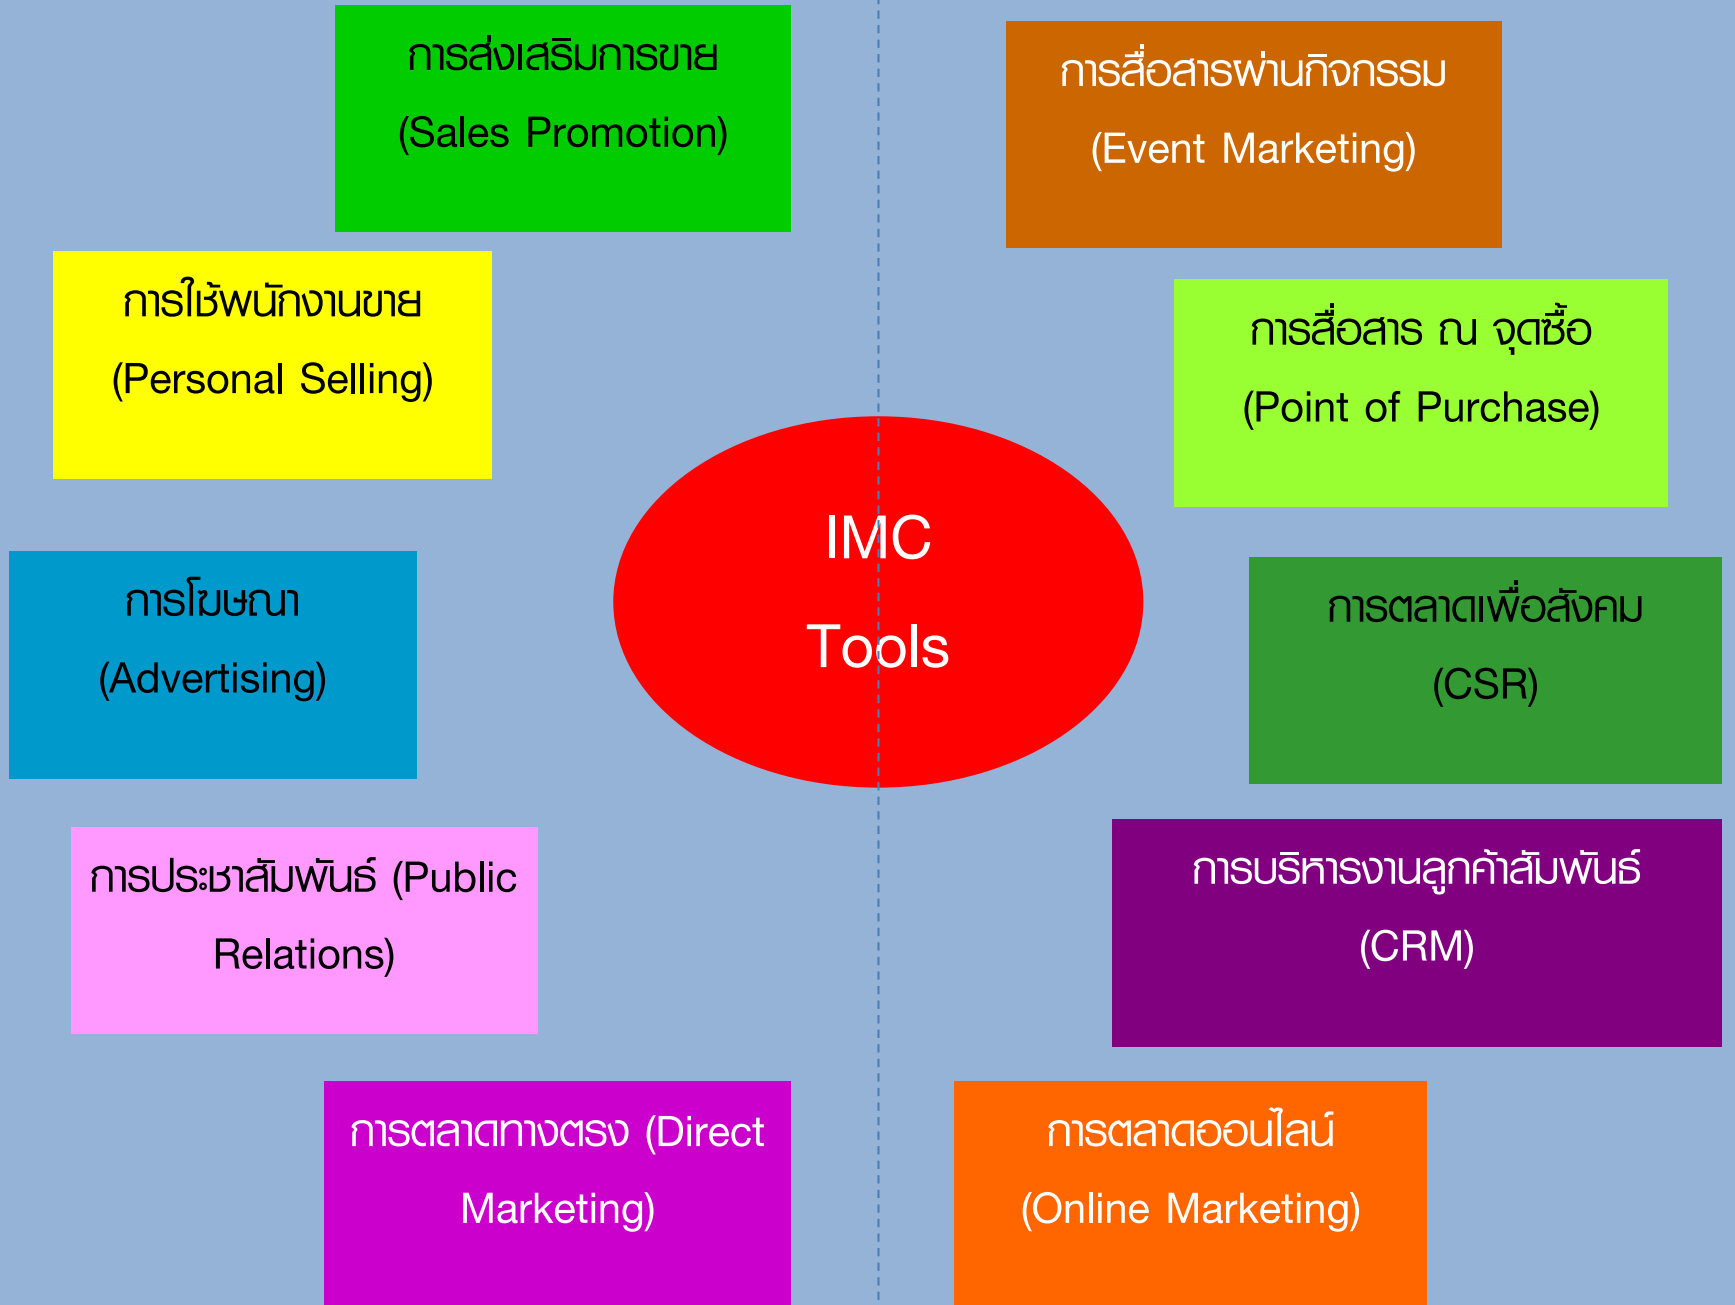 การส่งเสริมการขาย
(Sales Promotion)
การสื่อสารผ่านกิจกรรม
(Event Marketing)
การใช้พนักงานขาย
(Personal Selling)
การสื่อสาร ณ จุดซื้อ
(Point of Purchase)
IMC
Tools
การโฆษณา
(Advertising)
การตลาดเพื่อสังคม
(CSR)
การประชาสัมพันธ์ (Public
Relations)
การบริหารงานลูกค้าสัมพันธ์
(CRM)
การตลาดทางตรง (Direct
Marketing)
การตลาดออนไลน์
(Online Marketing)